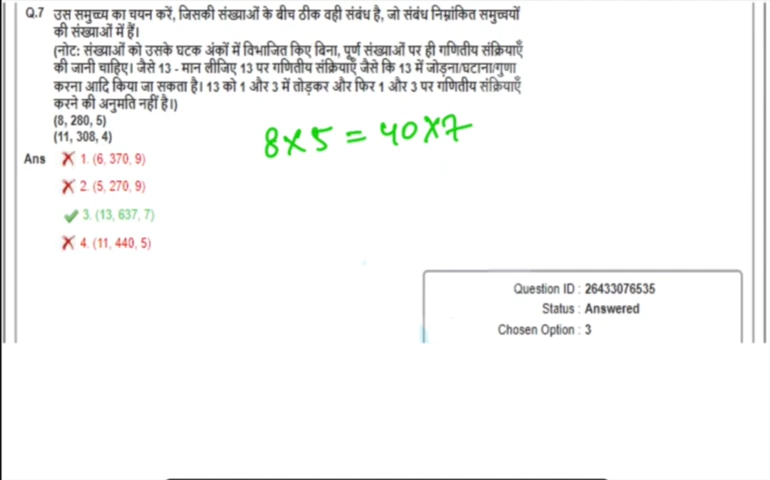 Q.7 उस समुच्चय का चयन करें, जिसकी संख्याओं के बीच ठीक वही संबंध है, जो संबंध निम्नांकित समुच्चयों
की संख्याओं में हैं।
(नोट: संख्याओं को उसके घटक अंकों में विभाजित किए बिना, पूर्ण संख्याओं पर ही गणितीय संक्रियाएँ
की जानी चाहिए। जैसे 13 - मान लीजिए 13 पर गणितीय संक्रियाएँ जैसे कि 13 में जोड़ना/घटाना/गुणा
करना आदि किया जा सकता है। 13 को 1 और 3 में तोड़कर और फिर 1 और 3 पर गणितीय संक्रियाएँ
करने की अनुमति नहीं है।)
(8, 280, 5)
(11, 308, 4)
8×5 = 40×7
Ans 1. (6, 370, 9)
2. (5, 270, 9)
3. (13, 637, 7)
4. (11, 440, 5)
Question ID : 26433076535
Status : Answered
Chosen Option : 3